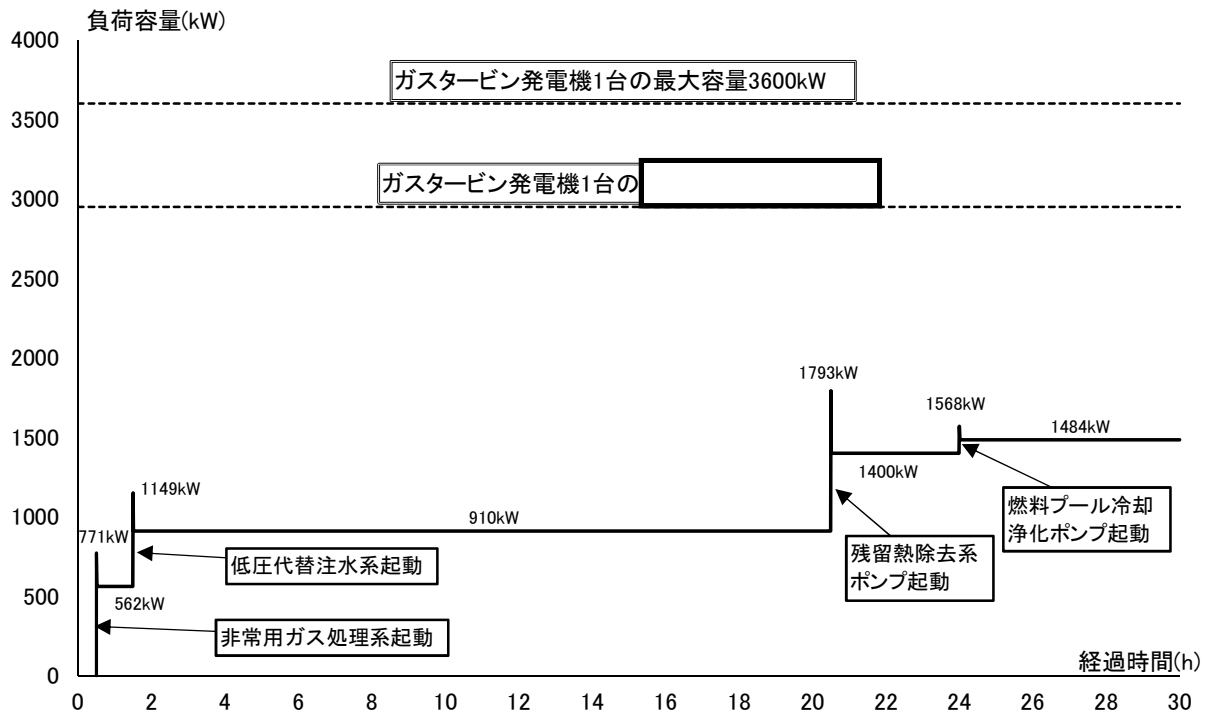 負荷容量(kW)
4000
ガスタービン発電機1台の最大容量3600kW
3500
ガスタービン発電機1台の
3000
2500
2000
1793kW
1568kW
1500
1484kW
1400kW
1149kW
燃料プール冷却
浄化ポンプ起動
1000
910kW
771kW
残留熱除去系
ポンプ起動
低圧代替注水系起動
500
562kW
非常用ガス処理系起動
0
経過時間(h)
0 2 4 6 8 10 12 14 16 18 20 22 24 26 28 30